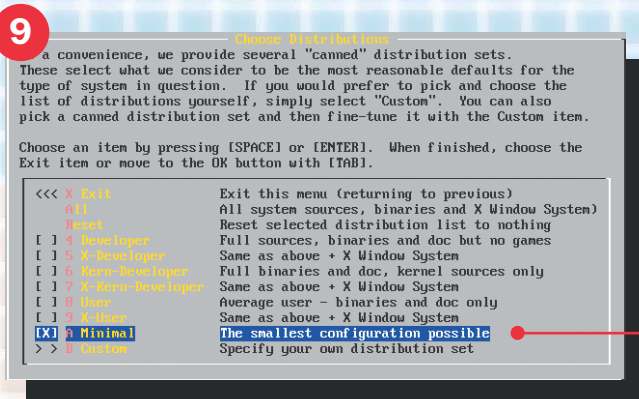 9
Choose Distributions
a convenience, we provide several "canned" distribution sets.
These select what we consider to be the most reasonable defaults for the
type of system in question. If you would prefer to pick and choose the
list of distributions yourself, simply select "Custom". You can also
pick a canned distribution set and then fine-tune it with the Custom item.
Choose an item by pressing [SPACE] or [ENTER]. When finished, choose the
Exit item or move to the OK button with [TAB].
<<< X Exit Exit this menu (returning to previous)
All All system sources, binaries and X Window System)
Reset Reset selected distribution list to nothing
[ ] 4 Developer Full sources, binaries and doc but no games
[ ] 5 X-Developer Same as above + X Window System
[ ] 6 Kern-Developer Full binaries and doc, kernel sources only
[ ] 7 X-Kern-Developer Same as above + X Window System
[ ] 8 User Average user - binaries and doc only
[ ] 9 X-User Same as above + X Window System
[X] A Minimal The smallest configuration possible
> > B Custom Specify your own distribution set